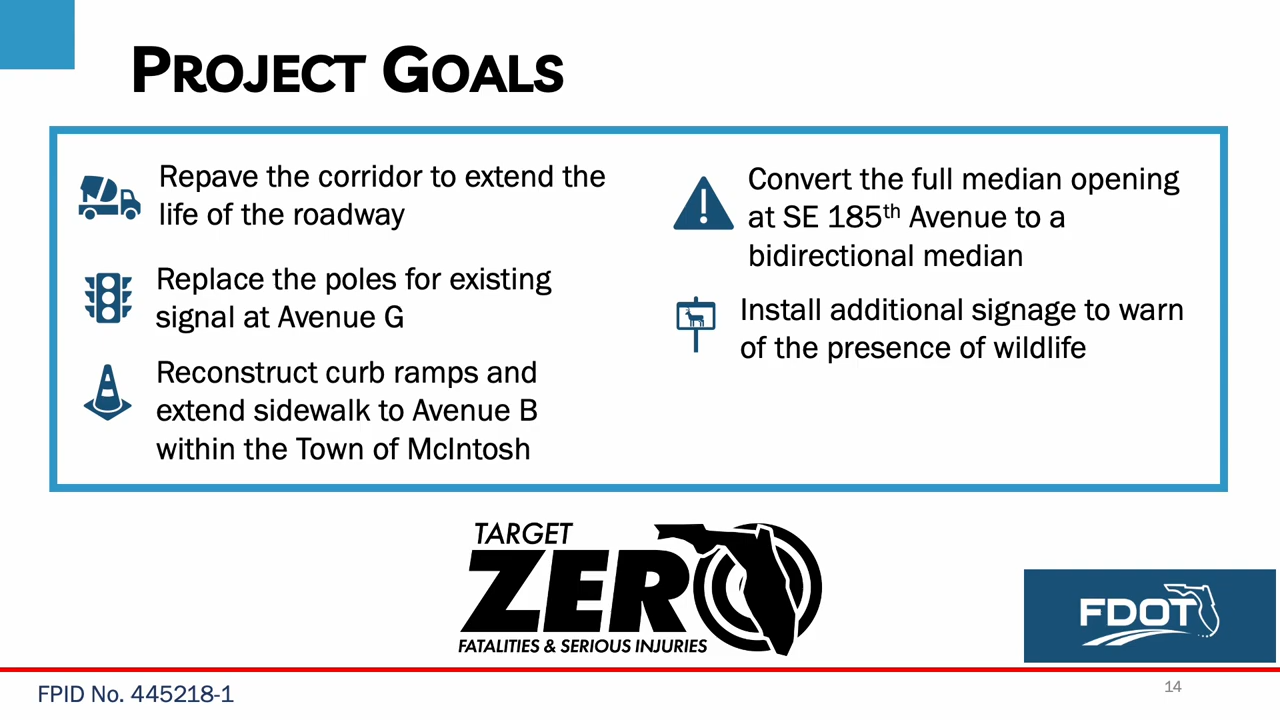 PROJECT GOALS
Repave the corridor to extend the
life of the roadway
Replace the poles for existing
signal at Avenue G
Reconstruct curb ramps and
extend sidewalk to Avenue B
within the Town of McIntosh
Convert the full median opening
at SE 185th Avenue to a
bidirectional median
Install additional signage to warn
of the presence of wildlife
TARGET
ZERO
FATALITIES & SERIOUS INJURIES
FDOT
FPID No. 445218-1
14